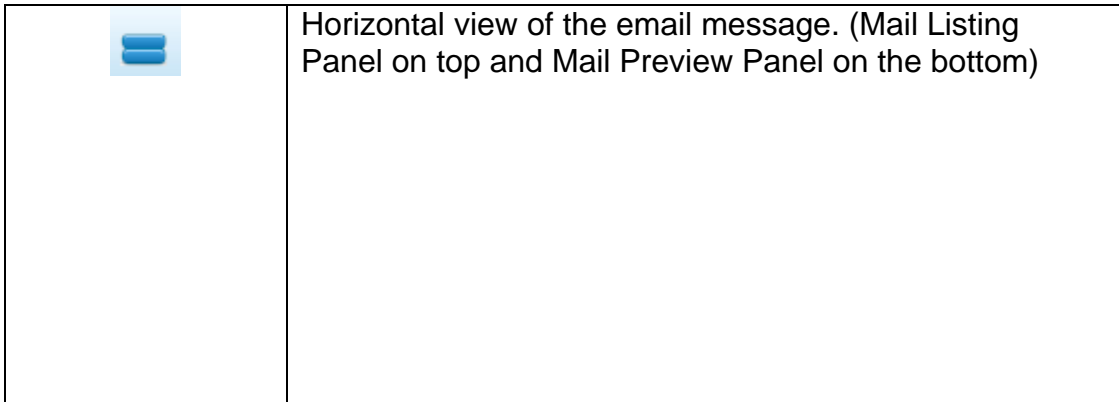 Horizontal view of the email message. (Mail Listing
Panel on top and Mail Preview Panel on the bottom)